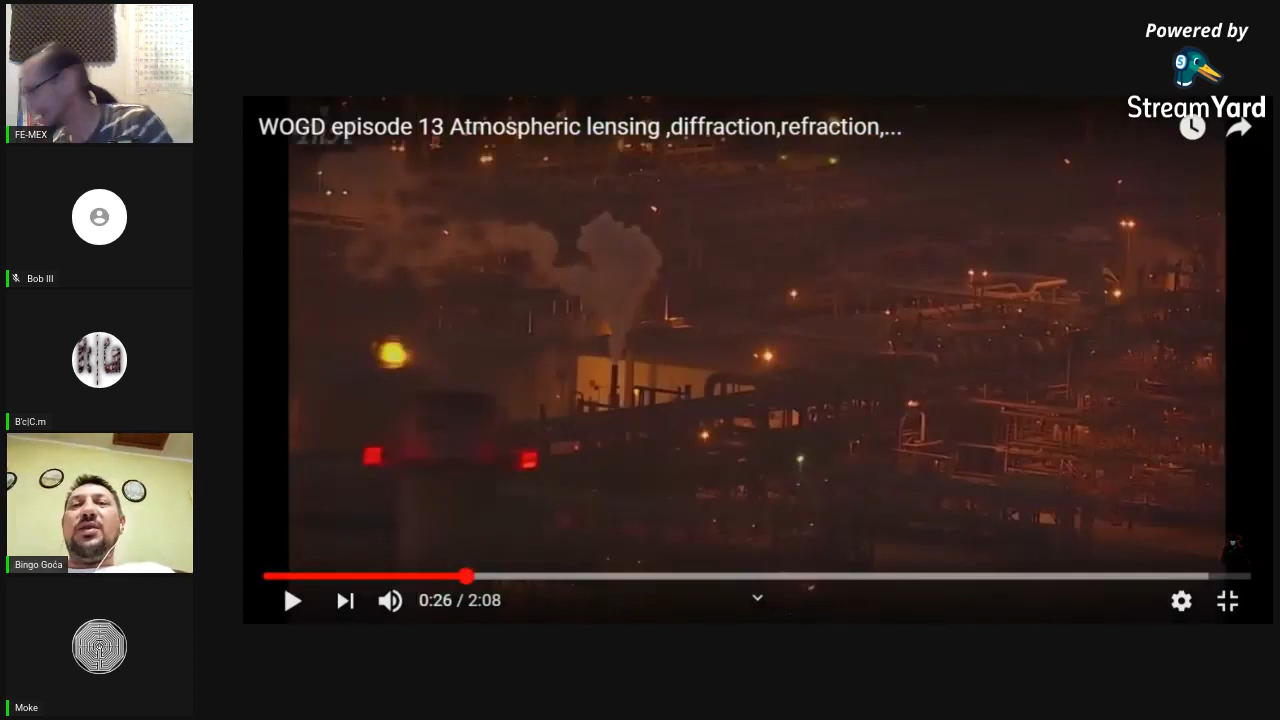 Powered by
StreamYard
WOGD episode 13 Atmospheric lensing ,diffraction,refraction,...
FE-MEX
Bob III
B'c|C.m
Bingo Goća
0:26 / 2:08
Moke